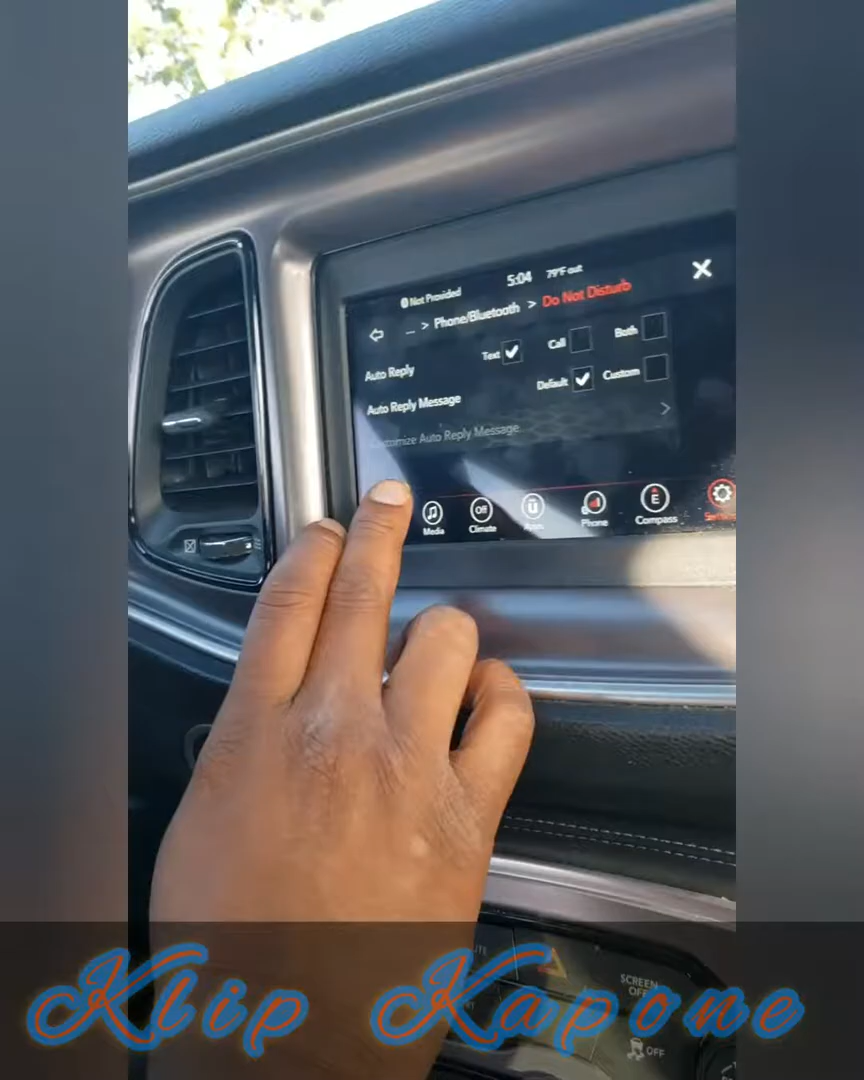 Not Provided 5:04 79°F out
... > Phone/Bluetooth > Do Not Disturb X
Auto Reply Text Call Both
Auto Reply Message Default Custom
Customize Auto Reply Message >
Media Climate Apps Phone Compass
Off E
SCREEN
OFF
OFF
Klip Kapone